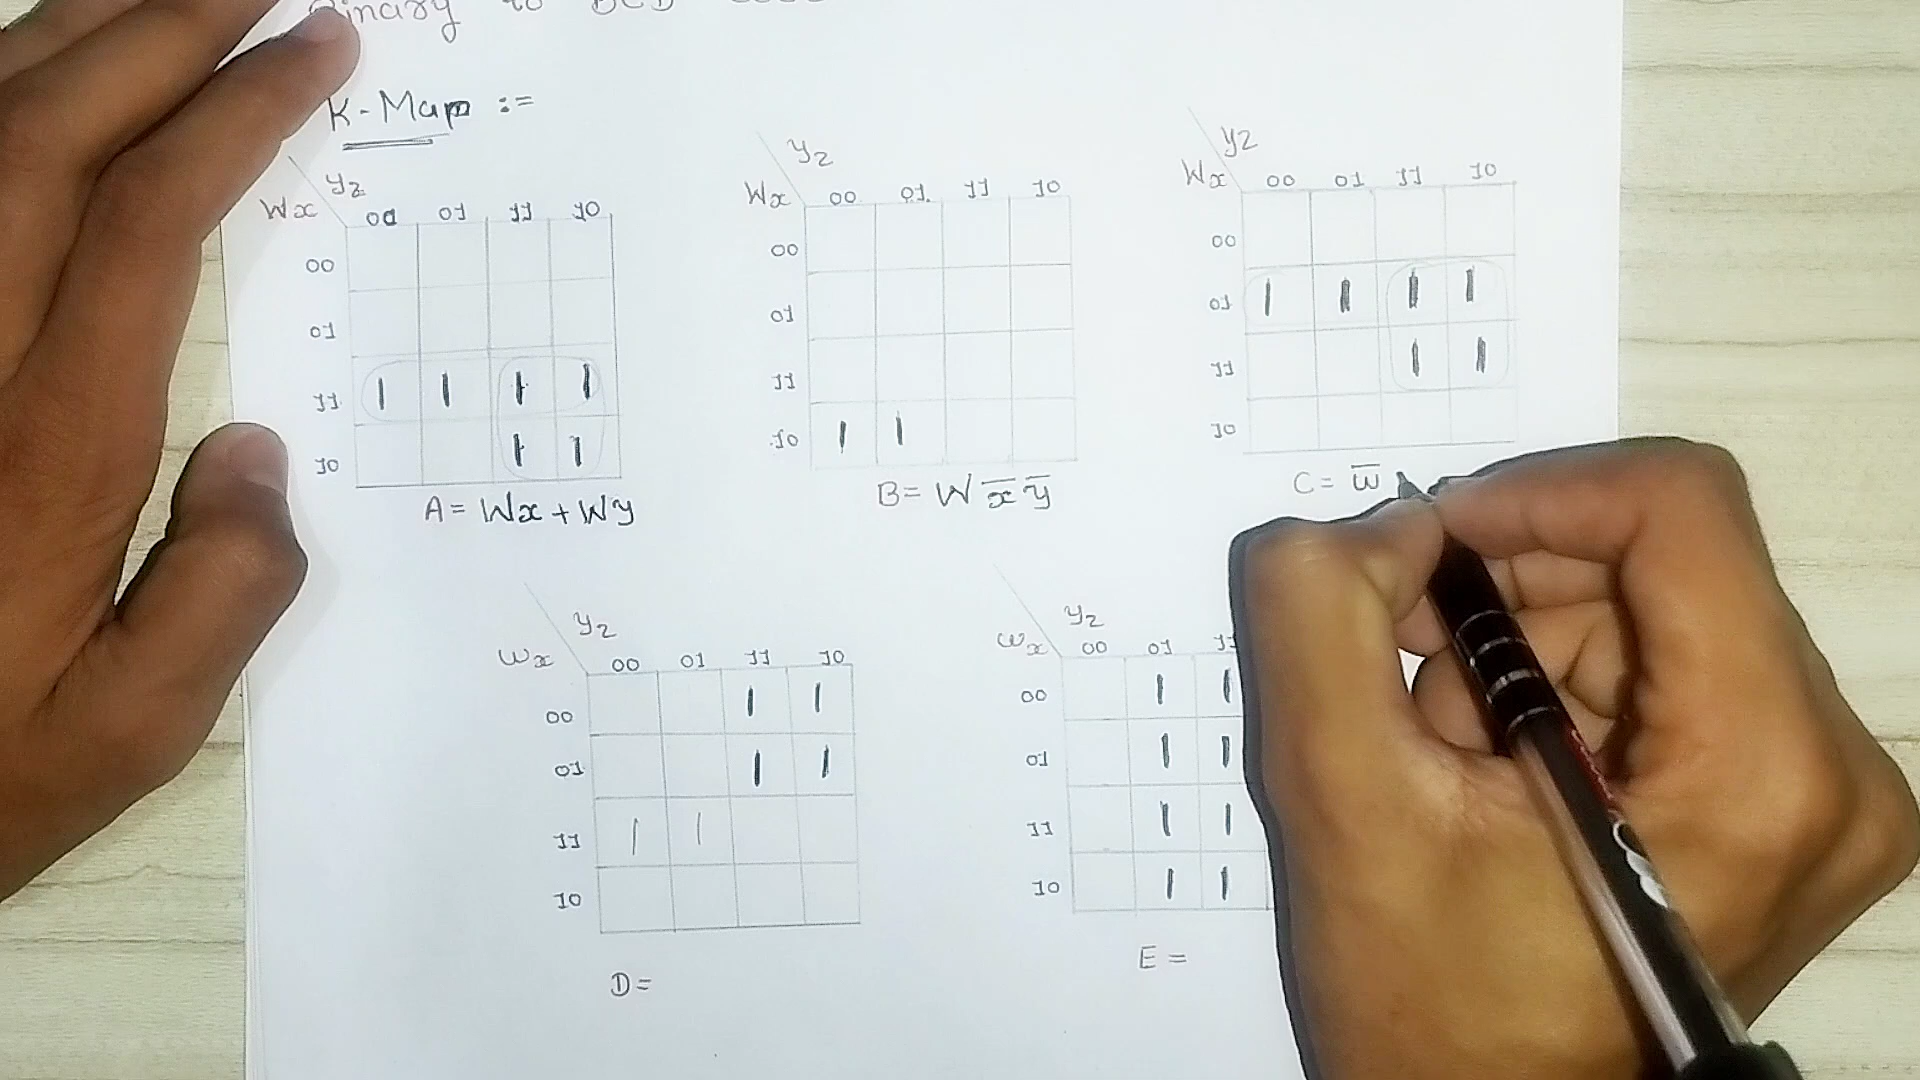 Binary to BCD
K-Map :=
yz
Wx 00 01 11 10
00
01
11 1 1 1 1
10 1 1
A = Wx + Wy
yz
Wx 00 01 11 10
00
01
11
10 1 1
B = W x̅ y̅
yz
Wx 00 01 11 10
00
01 1 1 1 1
11 1 1
10
C = w̅
yz
Wx 00 01 11 10
00 1 1
01 1 1
11 1 1
10
D =
yz
Wx 00 01 11
00 1 1
01 1 1
11 1 1
10 1 1
E =